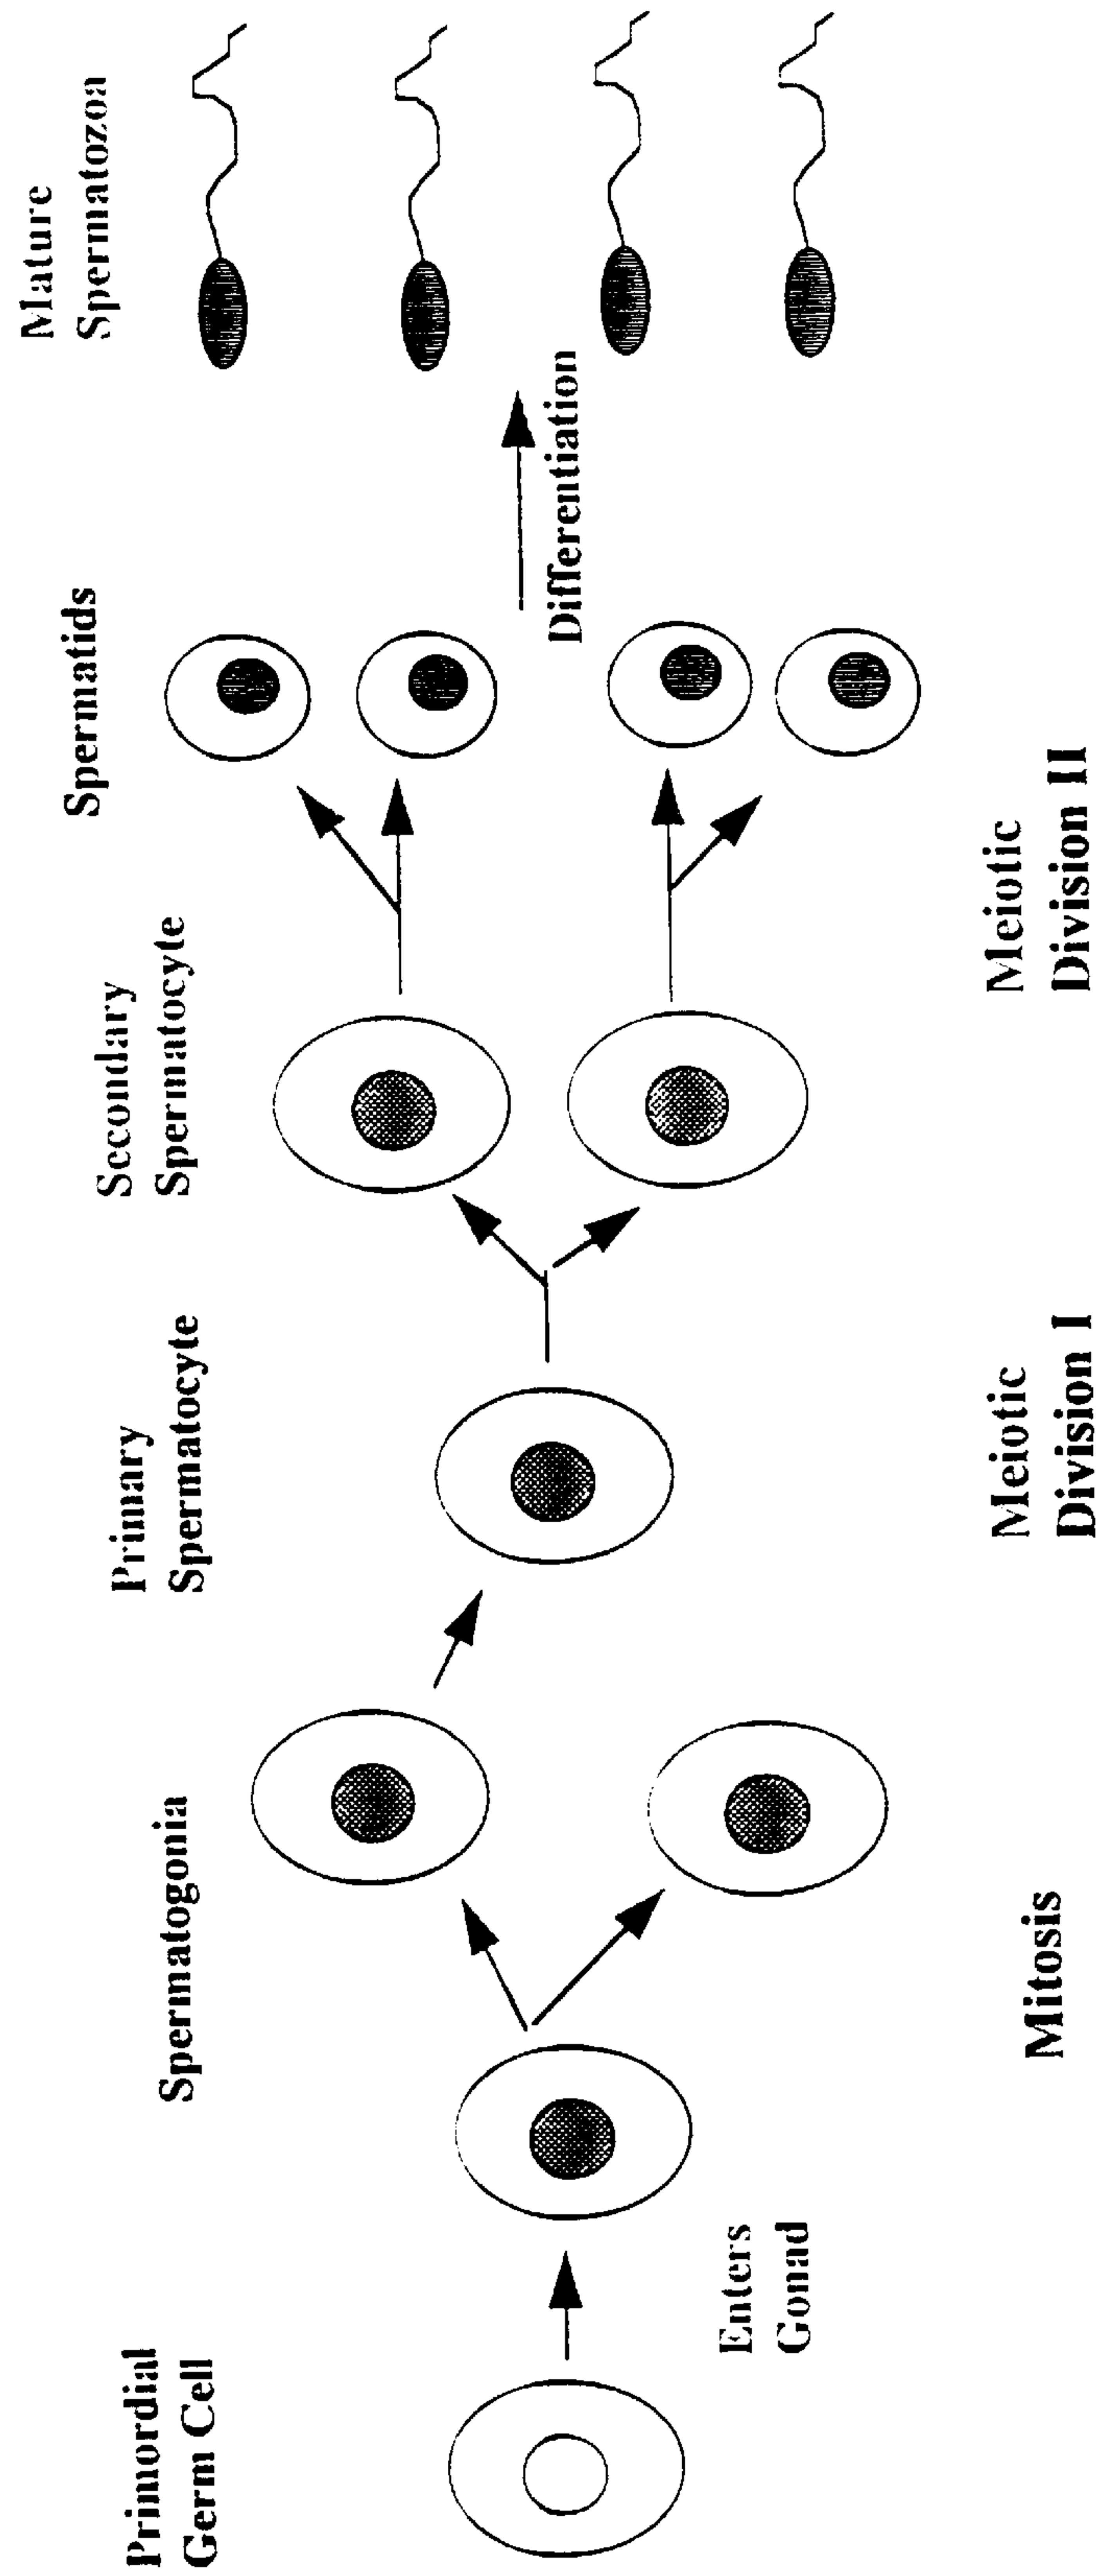 Primordial
Germ Cell
Spermatogonia
Primary
Spermatocyte
Secondary
Spermatocyte
Spermatids
Mature
Spermatozoa
Enters
Gonad
Differentiation
Mitosis
Meiotic
Division I
Meiotic
Division II